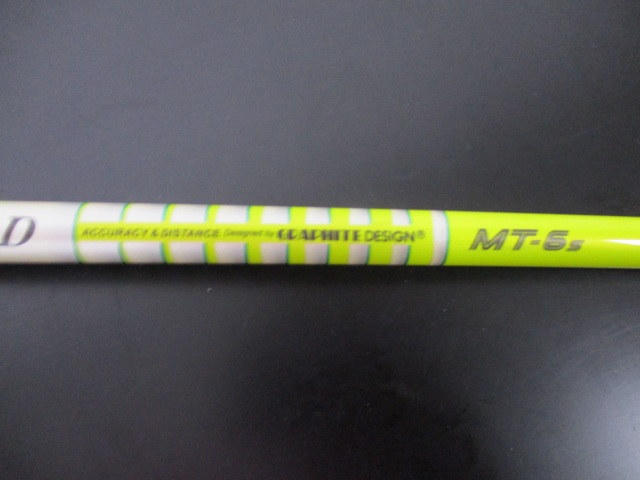 D ACCURACY & DISTANCE Designed by GRAPHITE DESIGN® MT-6s